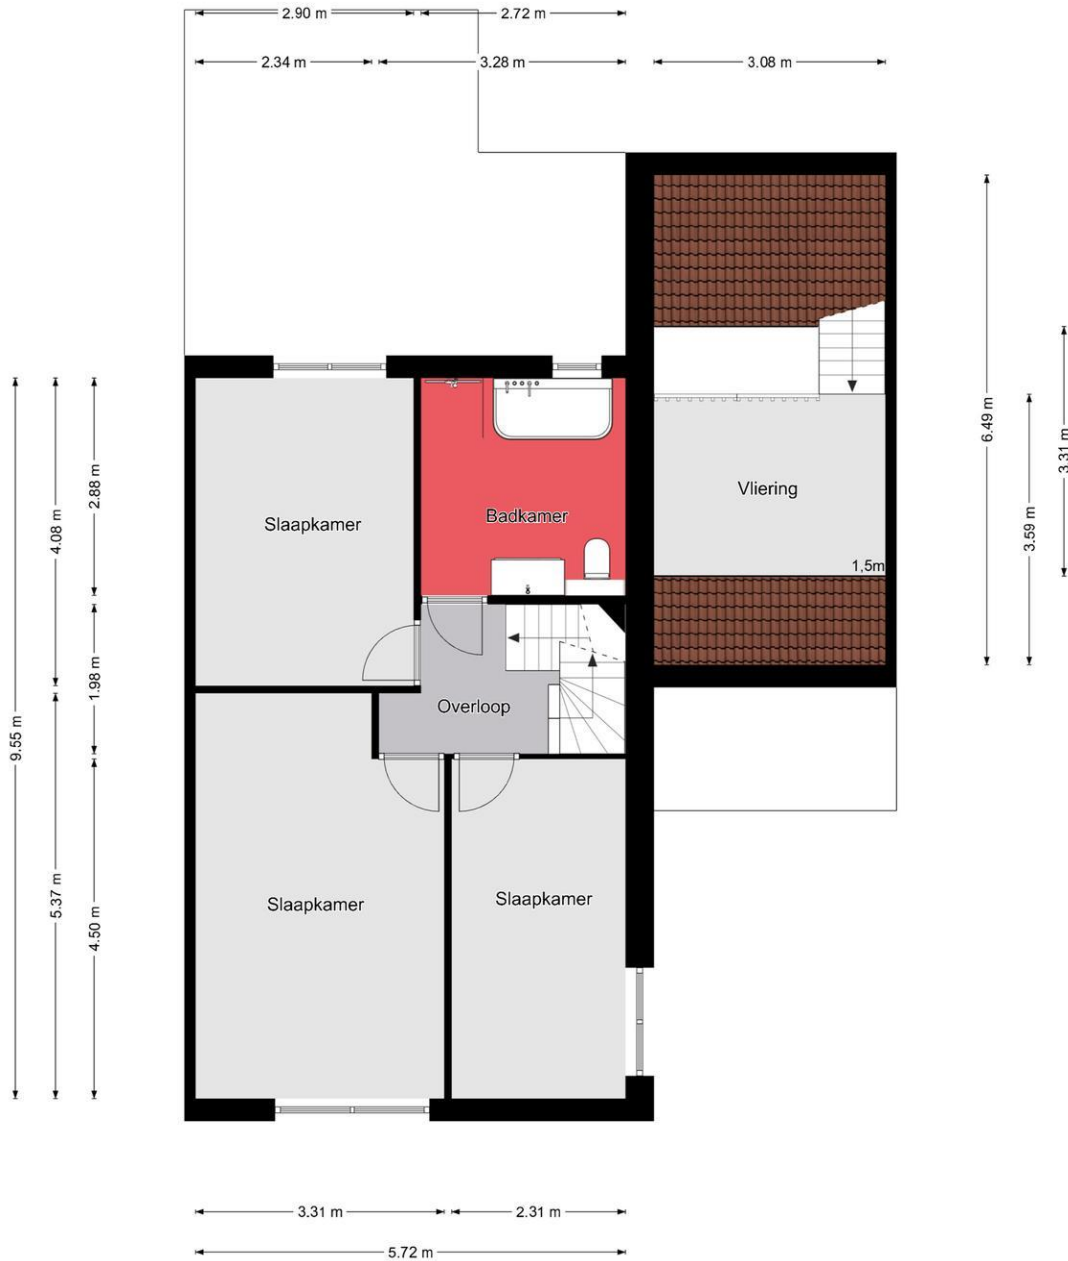 2.90 m
2.72 m
2.34 m
3.28 m
3.08 m
Slaapkamer
Badkamer
Vliering
1,5m
Overloop
Slaapkamer
Slaapkamer
9.55 m
4.08 m
5.37 m
2.88 m
1.98 m
4.50 m
6.49 m
3.59 m
3.31 m
3.31 m
2.31 m
5.72 m